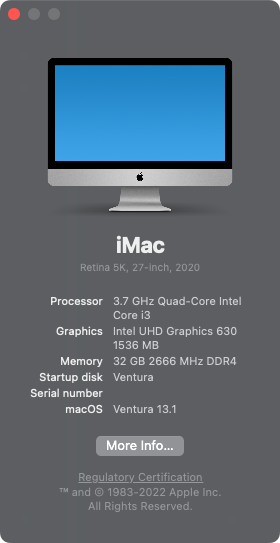 iMac
Retina 5K, 27-inch, 2020
Processor 3.7 GHz Quad-Core Intel
Core i3
Graphics Intel UHD Graphics 630
1536 MB
Memory 32 GB 2666 MHz DDR4
Startup disk Ventura
Serial number
macOS Ventura 13.1
More Info...
Regulatory Certification
™ and © 1983-2022 Apple Inc.
All Rights Reserved.